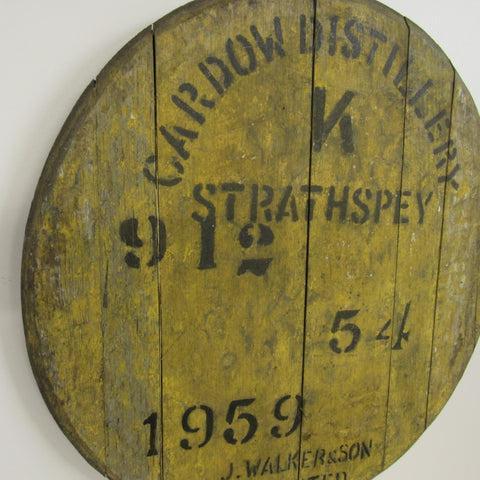 CARDOW DISTILLERY
K
STRATHSPEY
912
54
1959
J. WALKER & SON